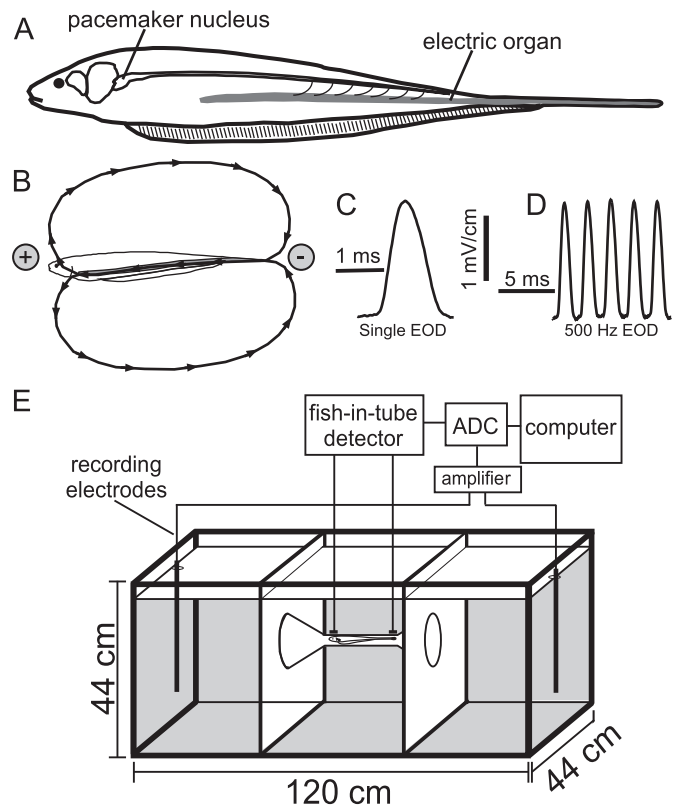 A
pacemaker nucleus
electric organ
B
+
-
C
1 ms
Single EOD
1 mV/cm
D
5 ms
500 Hz EOD
E
fish-in-tube
detector
ADC
computer
amplifier
recording
electrodes
44 cm
120 cm
44 cm